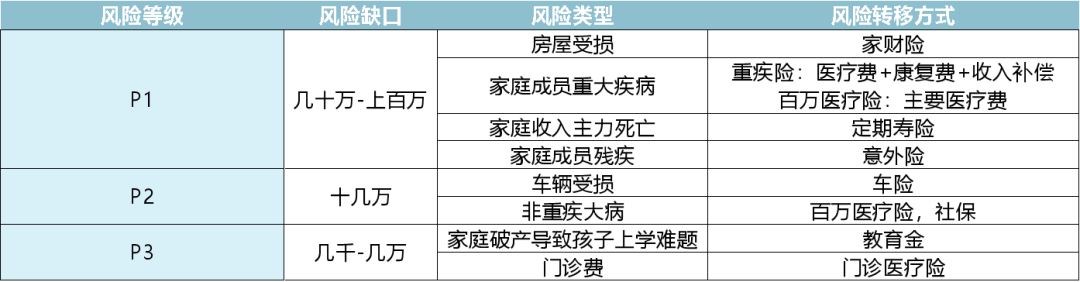 风险等级 风险缺口 风险类型 风险转移方式
P1 几十万-上百万 房屋受损 家财险
家庭成员重大疾病 重疾险：医疗费+康复费+收入补偿
百万医疗险：主要医疗费
家庭收入主力死亡 定期寿险
家庭成员残疾 意外险
P2 十几万 车辆受损 车险
非重疾大病 百万医疗险，社保
P3 几千-几万 家庭破产导致孩子上学难题 教育金
门诊费 门诊医疗险